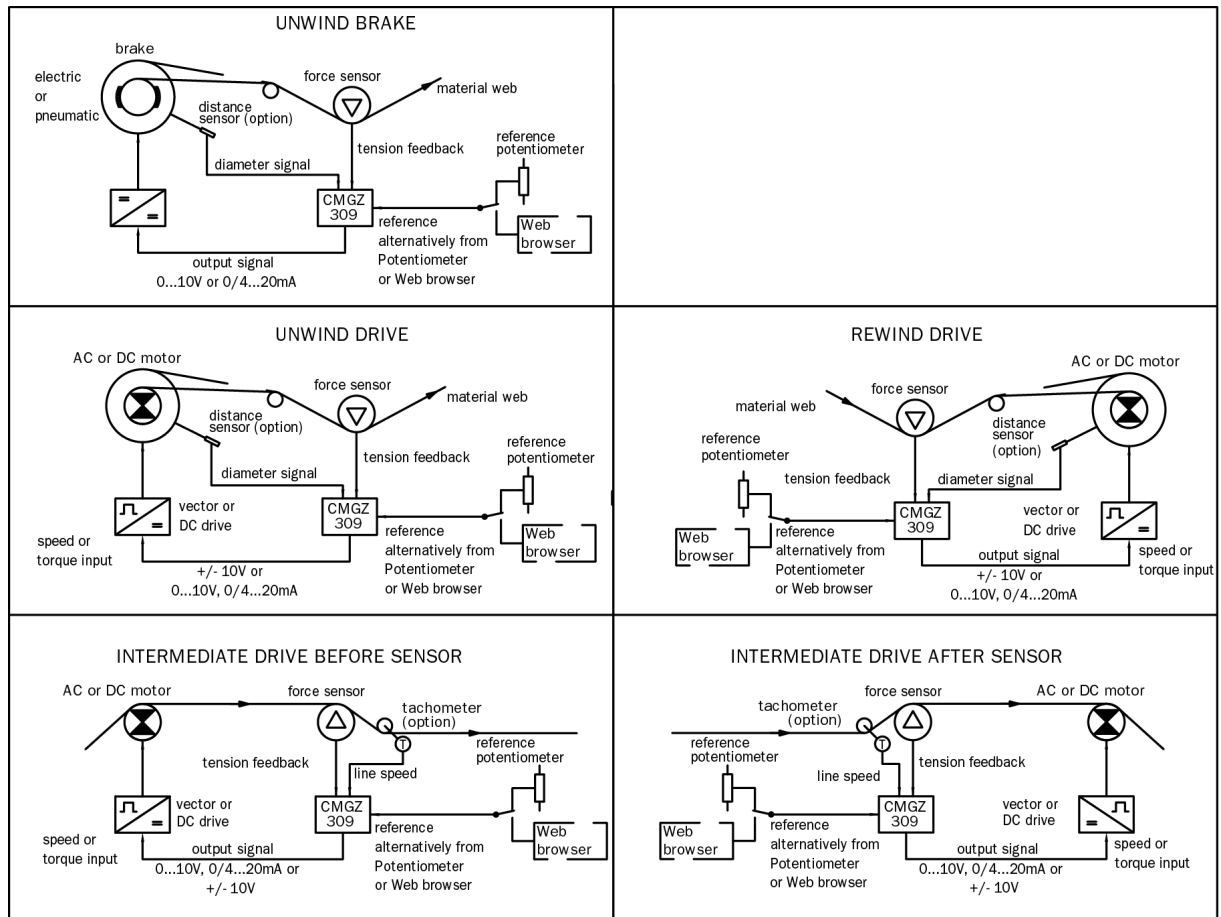 UNWIND BRAKE
brake
electric
or
pneumatic
distance
sensor (option)
force sensor
material web
tension feedback
reference
potentiometer
diameter signal
CMGZ
309
Web
browser
reference
alternatively from
Potentiometer
or Web browser
output signal
0...10V or 0/4...20mA
UNWIND DRIVE
AC or DC motor
force sensor
material web
distance
sensor (option)
tension feedback
reference
potentiometer
diameter signal
vector or
DC drive
CMGZ
309
Web
browser
speed or
torque input
reference
alternatively from
Potentiometer
or Web browser
+/- 10V or
0...10V, 0/4...20mA
REWIND DRIVE
AC or DC motor
force sensor
material web
distance
sensor
(option)
reference
potentiometer
tension feedback
diameter signal
CMGZ
309
vector or
DC drive
Web
browser
reference
alternatively from
Potentiometer
or Web browser
output signal
+/- 10V or
0...10V, 0/4...20mA
speed or
torque input
INTERMEDIATE DRIVE BEFORE SENSOR
AC or DC motor
force sensor
tachometer
(option)
T
reference
potentiometer
tension feedback
line speed
vector or
DC drive
CMGZ
309
Web
browser
speed or
torque input
reference
alternatively from
Potentiometer
or Web browser
output signal
0...10V, 0/4...20mA or
+/- 10V
INTERMEDIATE DRIVE AFTER SENSOR
force sensor
AC or DC motor
tachometer
(option)
T
reference
potentiometer
line speed
tension feedback
CMGZ
309
vector or
DC drive
Web
browser
reference
alternatively from
Potentiometer
or Web browser
output signal
0...10V, 0/4...20mA or
+/- 10V
speed or
torque input